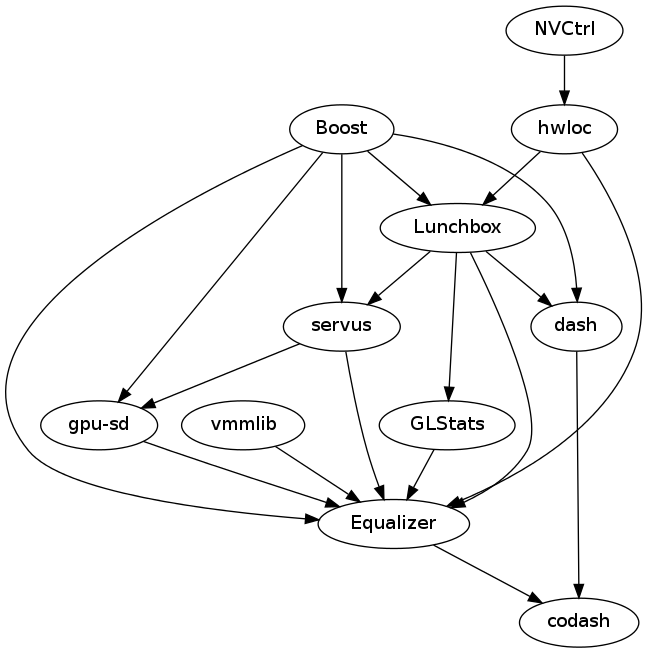 NVCtrl
Boost
hwloc
Lunchbox
servus
dash
gpu-sd
vmmlib
GLStats
Equalizer
codash